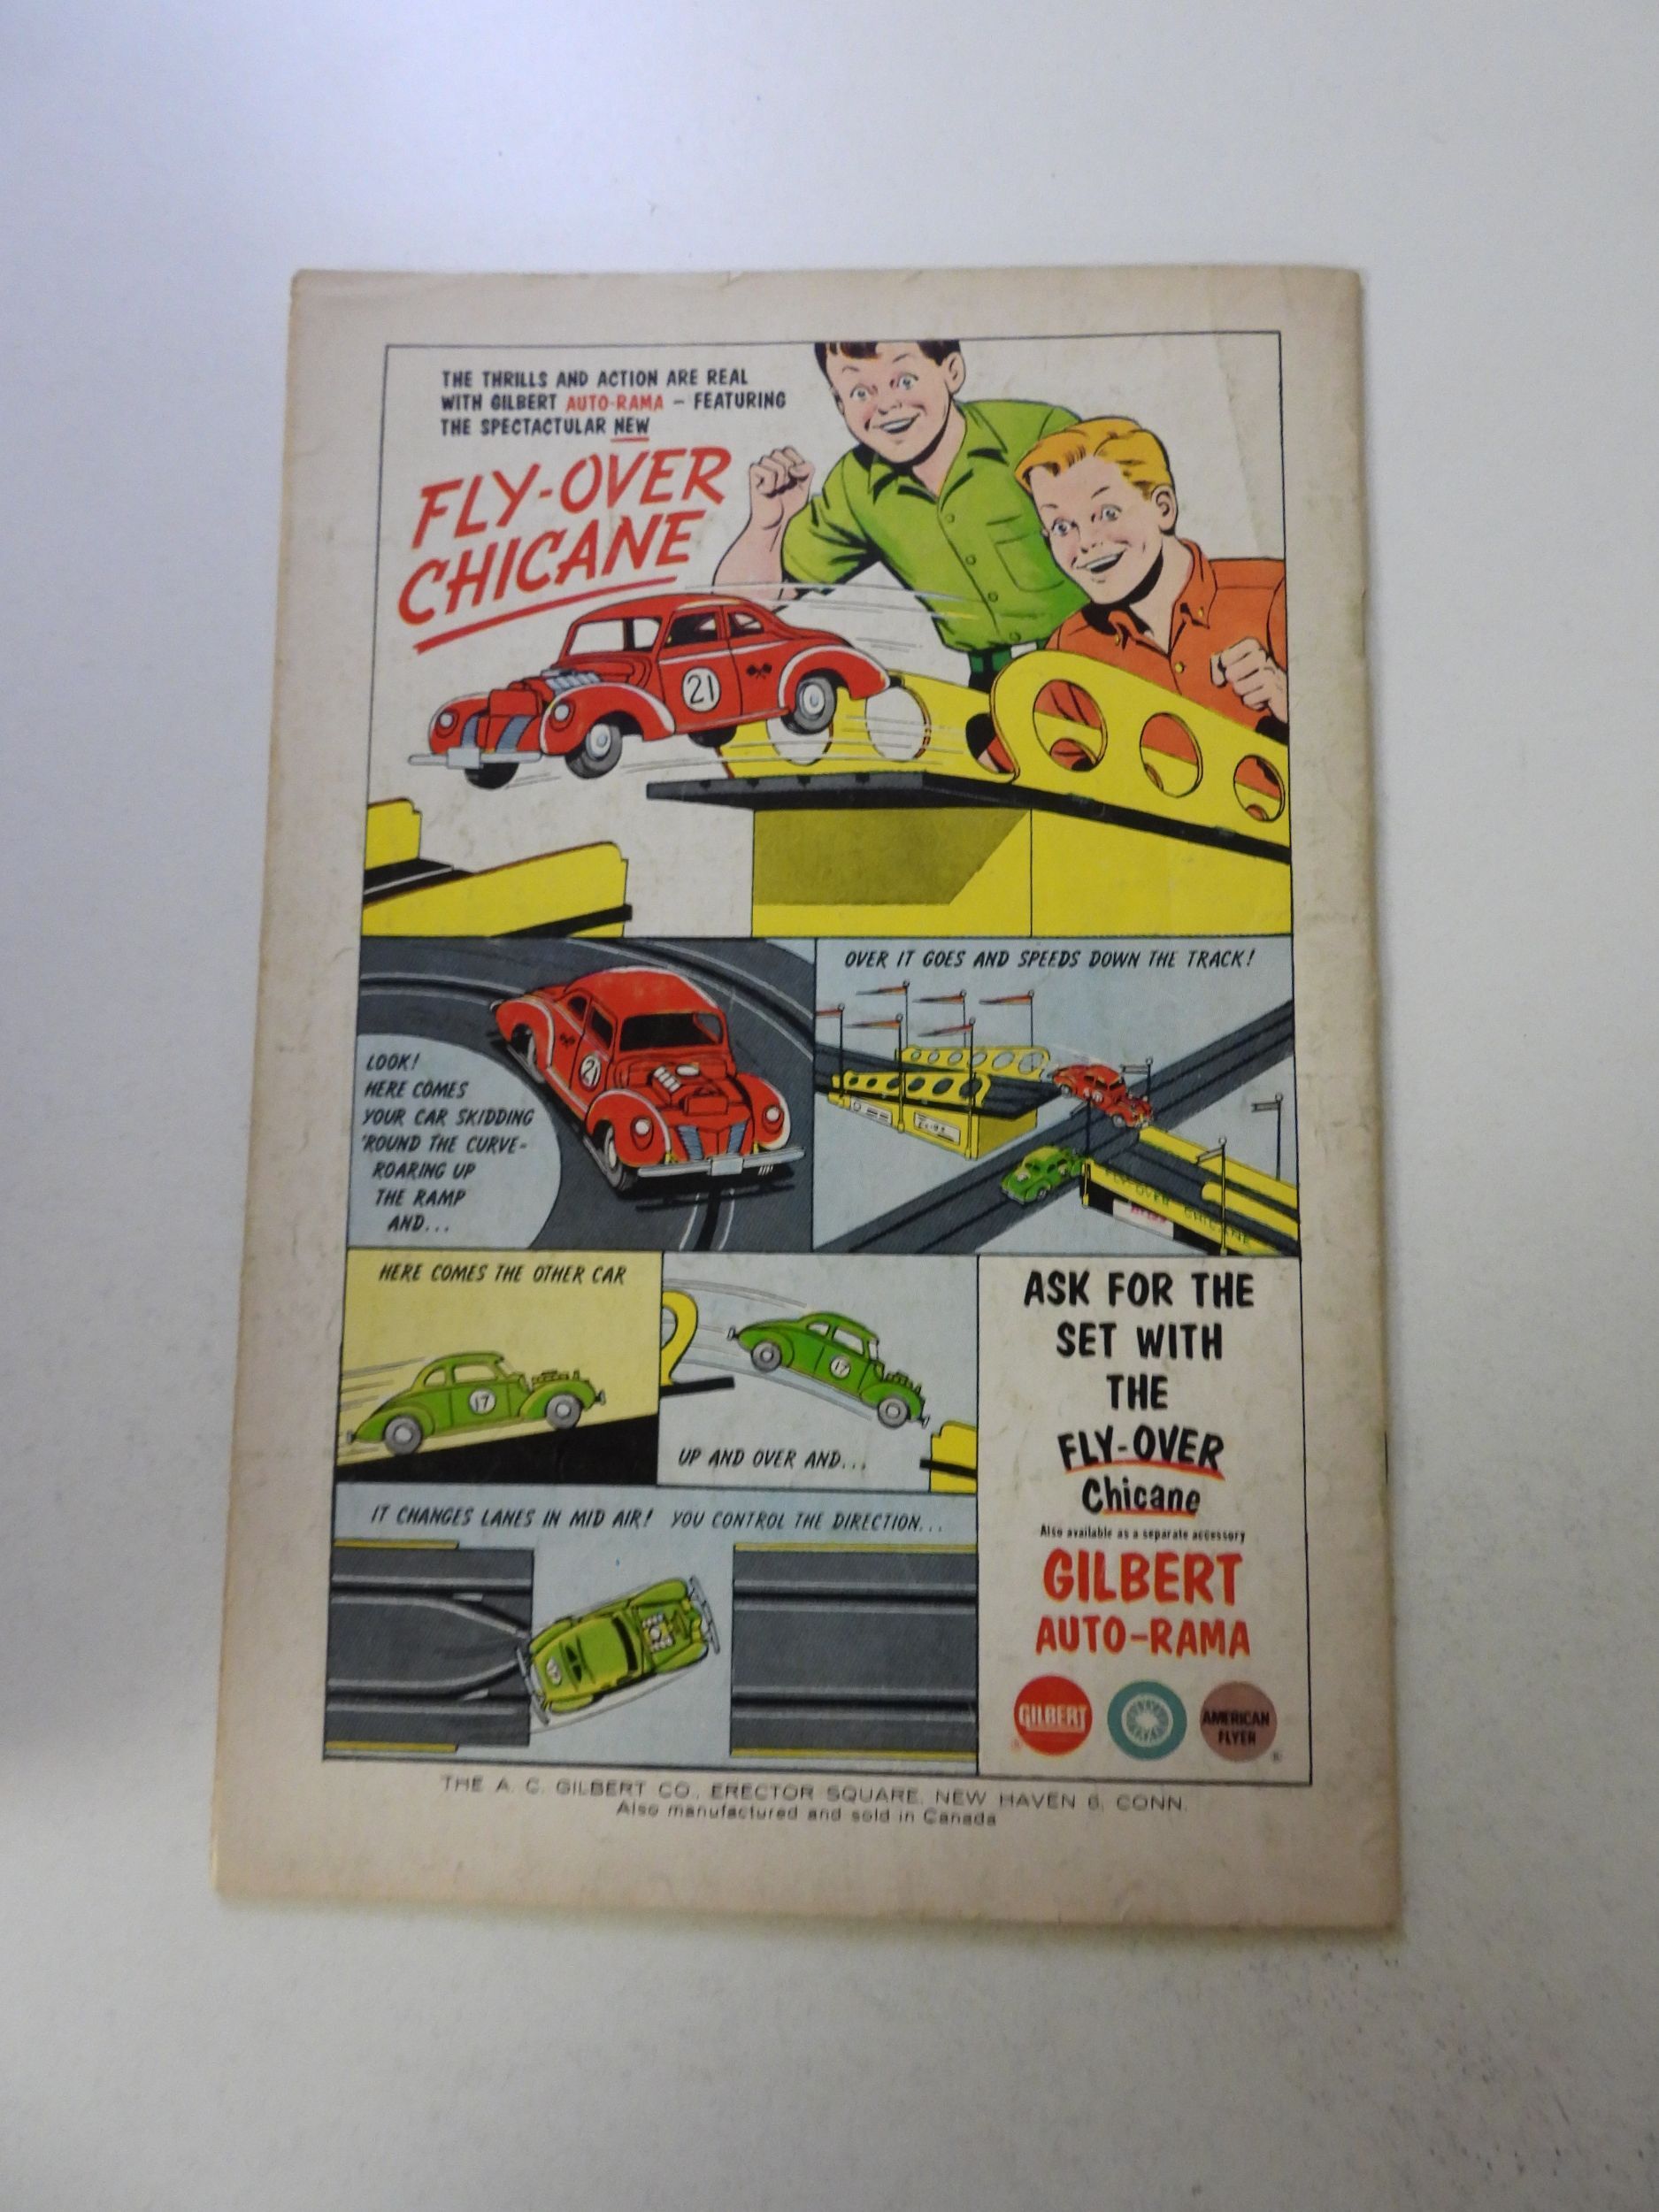 THE THRILLS AND ACTION ARE REAL
WITH GILBERT AUTO-RAMA – FEATURING
THE SPECTACTULAR NEW
FLY-OVER
CHICANE
21
LOOK!
HERE COMES
YOUR CAR SKIDDING
'ROUND THE CURVE-
ROARING UP
THE RAMP
AND...
21
OVER IT GOES AND SPEEDS DOWN THE TRACK!
FLY-OVER CHICANE
HERE COMES THE OTHER CAR
17
17
UP AND OVER AND...
IT CHANGES LANES IN MID AIR! YOU CONTROL THE DIRECTION...
17
ASK FOR THE
SET WITH
THE
FLY-OVER
Chicane
Also available as a separate accessory
GILBERT
AUTO-RAMA
GILBERT
AMERICAN
FLYER
THE A. C. GILBERT CO., ERECTOR SQUARE, NEW HAVEN 6, CONN.
Also manufactured and sold in Canada